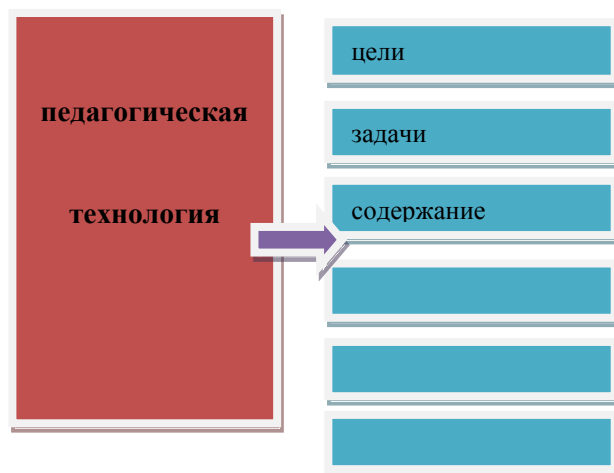 педагогическая
технология
цели
задачи
содержание